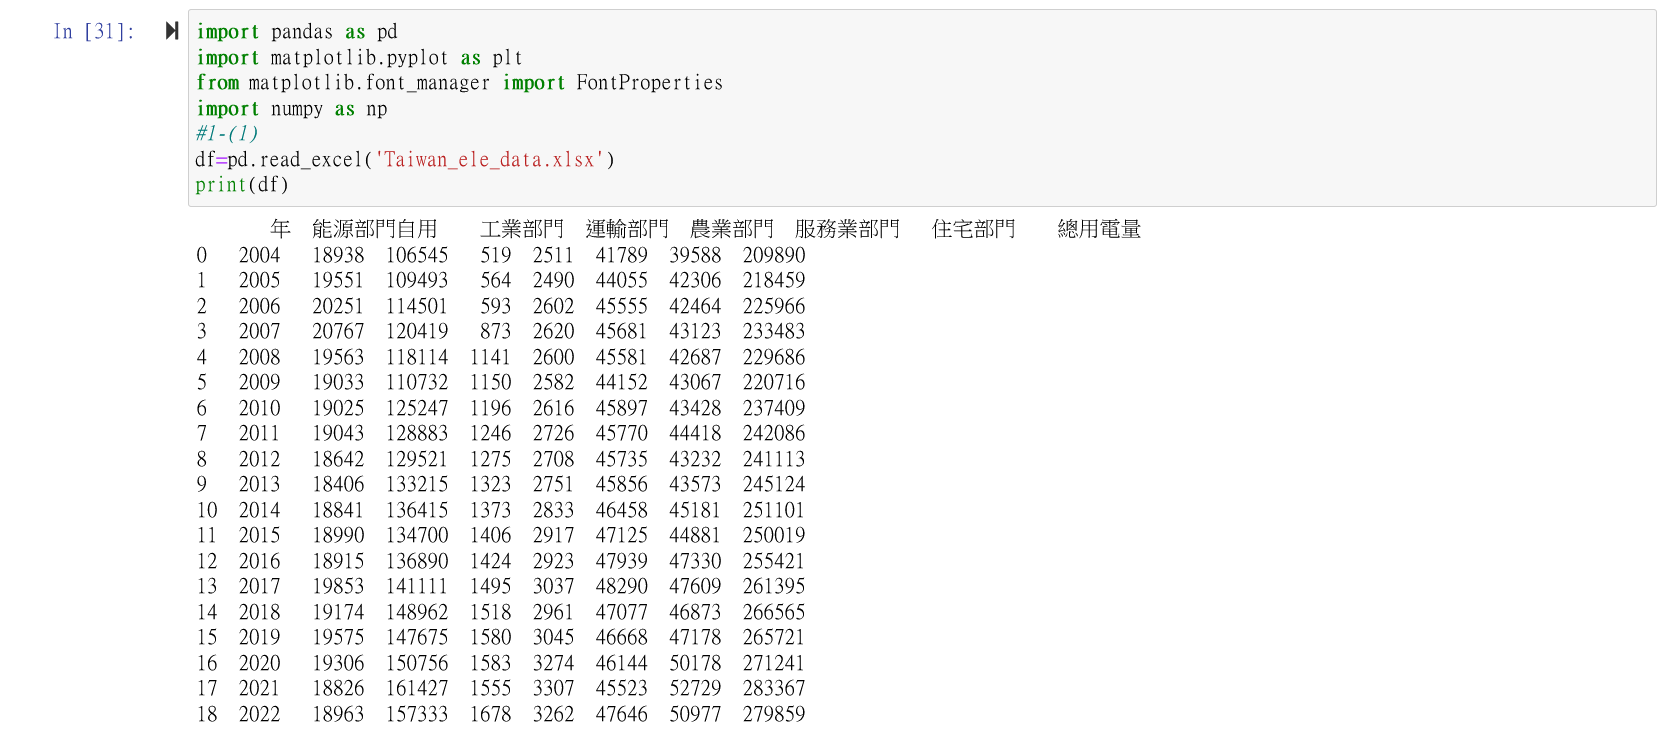 In [31]: import pandas as pd
import matplotlib.pyplot as plt
from matplotlib.font_manager import FontProperties
import numpy as np
#1-(1)
df=pd.read_excel('Taiwan_ele_data.xlsx')
print(df)
年 能源部門自用 工業部門 運輸部門 農業部門 服務業部門 住宅部門 總用電量
0 2004 18938 106545 519 2511 41789 39588 209890
1 2005 19551 109493 564 2490 44055 42306 218459
2 2006 20251 114501 593 2602 45555 42464 225966
3 2007 20767 120419 873 2620 45681 43123 233483
4 2008 19563 118114 1141 2600 45581 42687 229686
5 2009 19033 110732 1150 2582 44152 43067 220716
6 2010 19025 125247 1196 2616 45897 43428 237409
7 2011 19043 128883 1246 2726 45770 44418 242086
8 2012 18642 129521 1275 2708 45735 43232 241113
9 2013 18406 133215 1323 2751 45856 43573 245124
10 2014 18841 136415 1373 2833 46458 45181 251101
11 2015 18990 134700 1406 2917 47125 44881 250019
12 2016 18915 136890 1424 2923 47939 47330 255421
13 2017 19853 141111 1495 3037 48290 47609 261395
14 2018 19174 148962 1518 2961 47077 46873 266565
15 2019 19575 147675 1580 3045 46668 47178 265721
16 2020 19306 150756 1583 3274 46144 50178 271241
17 2021 18826 161427 1555 3307 45523 52729 283367
18 2022 18963 157333 1678 3262 47646 50977 279859